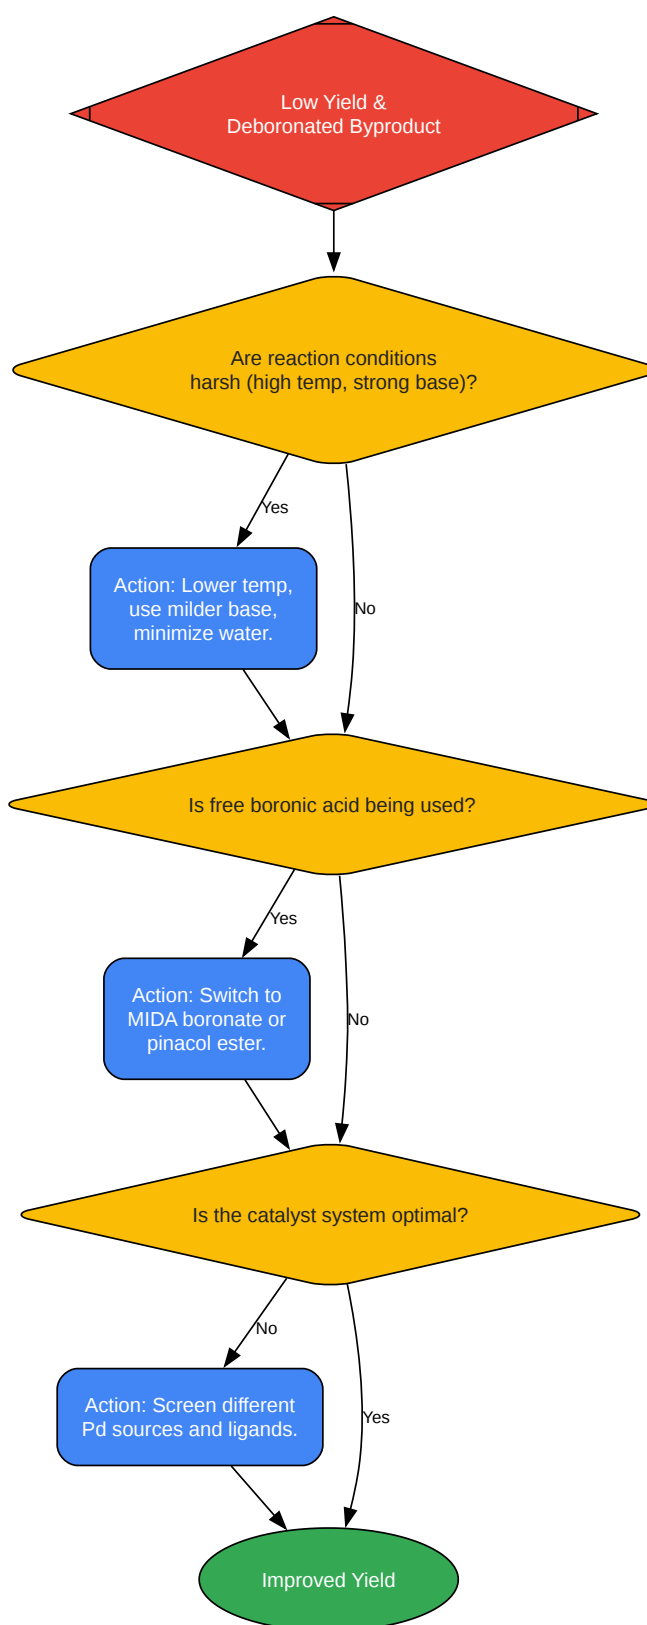 Low Yield &
Deboronated Byproduct
Are reaction conditions
harsh (high temp, strong base)?
Yes
Action: Lower temp,
use milder base,
minimize water.
No
Is free boronic acid being used?
Yes
Action: Switch to
MIDA boronate or
pinacol ester.
No
Is the catalyst system optimal?
No
Action: Screen different
Pd sources and ligands.
Yes
Improved Yield